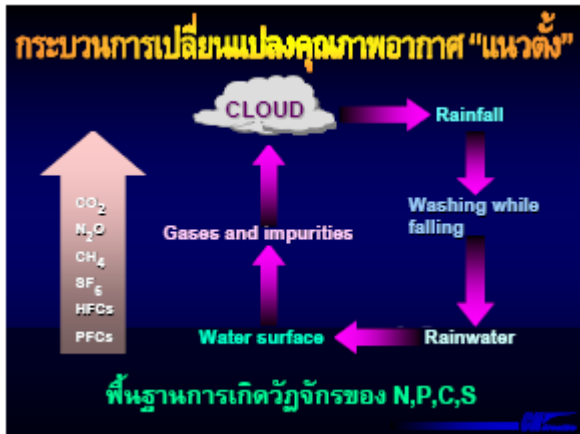 กระบวนการเปลี่ยนแปลงคุณภาพอากาศ “แนวตั้ง”
CLOUD
Rainfall
Washing while
falling
Rainwater
Water surface
Gases and impurities
CO2
N2O
CH4
SF6
HFCs
PFCs
พื้นฐานการเกิดวัฏจักรของ N,P,C,S